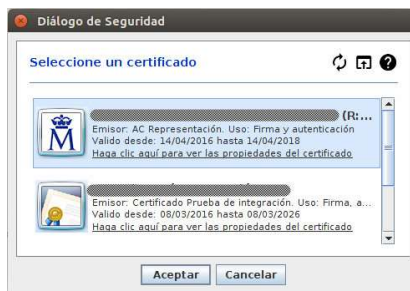 Diálogo de Seguridad
Seleccione un certificado
(R:...
Emisor: AC Representación. Uso: Firma y autenticación
Valido desde: 14/04/2016 hasta 14/04/2018
Haga clic aquí para ver las propiedades del certificado
Emisor: Certificado Prueba de integración. Uso: Firma, a...
Valido desde: 08/03/2016 hasta 08/03/2026
Haga clic aquí para ver las propiedades del certificado
Aceptar Cancelar